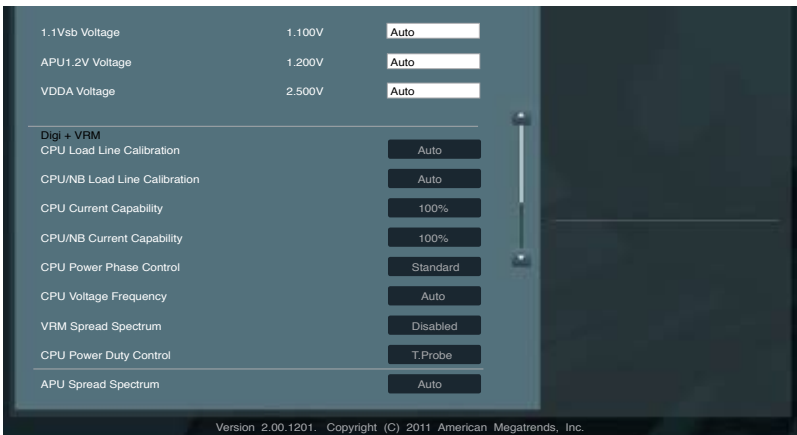 1.1Vsb Voltage 1.100V Auto
APU1.2V Voltage 1.200V Auto
VDDA Voltage 2.500V Auto
Digi + VRM
CPU Load Line Calibration Auto
CPU/NB Load Line Calibration Auto
CPU Current Capability 100%
CPU/NB Current Capability 100%
CPU Power Phase Control Standard
CPU Voltage Frequency Auto
VRM Spread Spectrum Disabled
CPU Power Duty Control T.Probe
APU Spread Spectrum Auto
Version 2.00.1201. Copyright (C) 2011 American Megatrends, Inc.